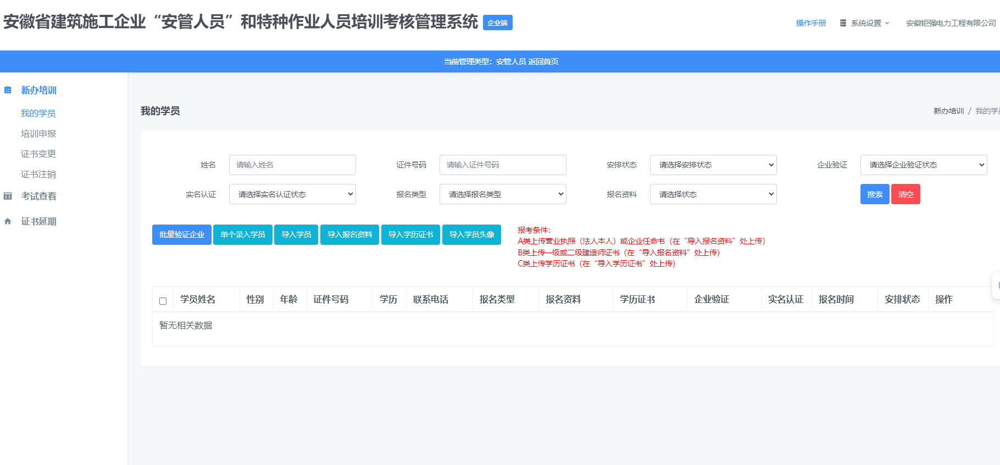 安徽省建筑施工企业“安管人员”和特种作业人员培训考核管理系统 企业端
操作手册 系统设置 安徽钜强电力工程有限公司
当前管理类型：安管人员 返回首页
新办培训
我的学员
培训申报
证书变更
证书注销
考试查看
证书延期
我的学员
新办培训 / 我的学员
姓名 请输入姓名 证件号码 请输入证件号码 安排状态 请选择安排状态 企业验证 请选择企业验证状态
实名认证 请选择实名认证状态 报名类型 请选择报名类型 报名资料 请选择状态 搜索 清空
批量验证企业 单个录入学员 导入学员 导入报名资料 导入学历证书 导入学员头像
报考条件：
A类上传营业执照（法人本人）或企业任命书（在“导入报名资料”处上传）
B类上传一级或二级建造师证书（在“导入报名资料”处上传）
C类上传学历证书（在“导入学历证书”处上传）
学员姓名 性别 年龄 证件号码 学历 联系电话 报名类型 报名资料 学历证书 企业验证 实名认证 报名时间 安排状态 操作
暂无相关数据